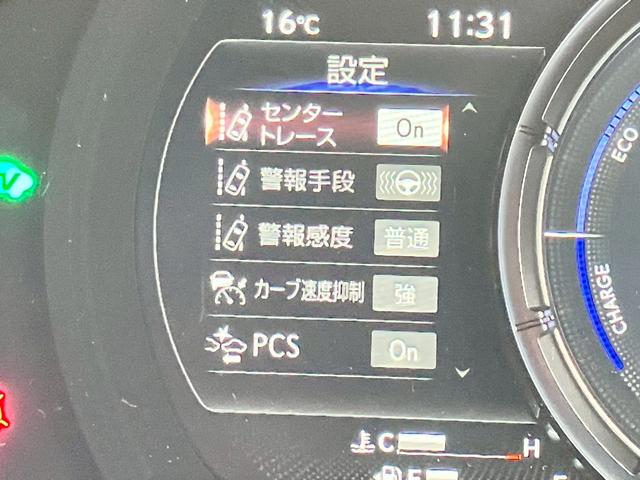 16℃
11:31
設定
センター
トレース
On
警報手段
警報感度
普通
カーブ速度抑制
強
PCS
On
ECO
CHARGE
C
H